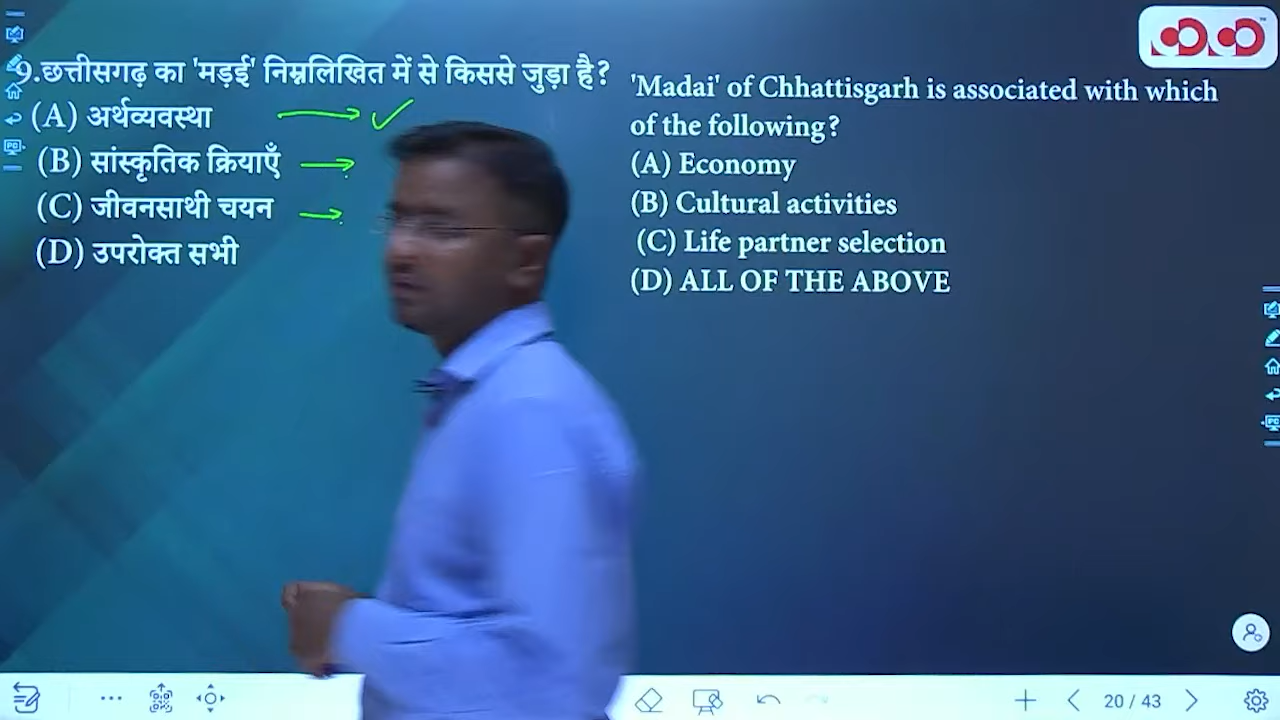 9.छत्तीसगढ़ का 'मड़ई' निम्नलिखित में से किससे जुड़ा है?
(A) अर्थव्यवस्था
(B) सांस्कृतिक क्रियाएँ
(C) जीवनसाथी चयन
(D) उपरोक्त सभी
'Madai' of Chhattisgarh is associated with which
of the following?
(A) Economy
(B) Cultural activities
(C) Life partner selection
(D) ALL OF THE ABOVE
20 / 43